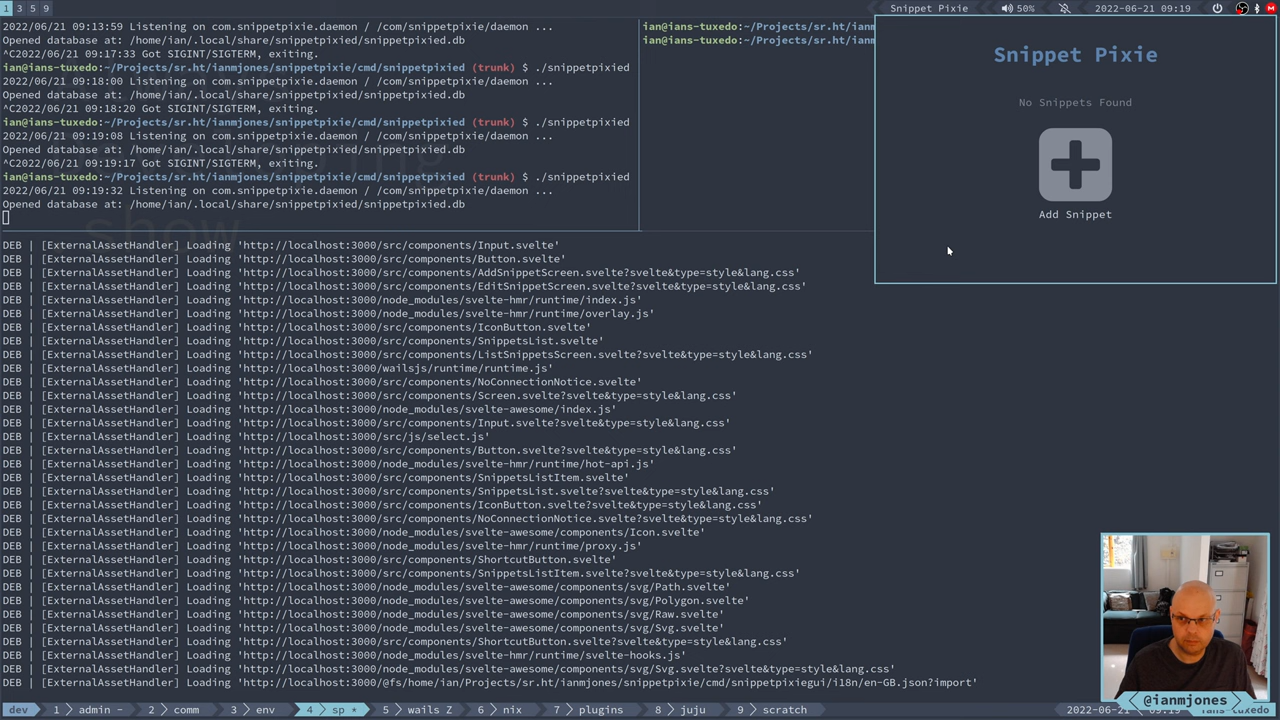 1 3 5 9
Snippet Pixie
50%
2022-06-21 09:19
M
2022/06/21 09:13:59 Listening on com.snippetpixie.daemon / /com/snippetpixie/daemon ...
Opened database at: /home/ian/.local/share/snippetpixied/snippetpixied.db
^C2022/06/21 09:17:33 Got SIGINT/SIGTERM, exiting.
ian@ians-tuxedo:~/Projects/sr.ht/ianmjones/snippetpixie/cmd/snippetpixied (trunk) $ ./snippetpixied
2022/06/21 09:18:00 Listening on com.snippetpixie.daemon / /com/snippetpixie/daemon ...
Opened database at: /home/ian/.local/share/snippetpixied/snippetpixied.db
^C2022/06/21 09:18:20 Got SIGINT/SIGTERM, exiting.
ian@ians-tuxedo:~/Projects/sr.ht/ianmjones/snippetpixie/cmd/snippetpixied (trunk) $ ./snippetpixied
2022/06/21 09:19:08 Listening on com.snippetpixie.daemon / /com/snippetpixie/daemon ...
Opened database at: /home/ian/.local/share/snippetpixied/snippetpixied.db
^C2022/06/21 09:19:17 Got SIGINT/SIGTERM, exiting.
ian@ians-tuxedo:~/Projects/sr.ht/ianmjones/snippetpixie/cmd/snippetpixied (trunk) $ ./snippetpixied
2022/06/21 09:19:32 Listening on com.snippetpixie.daemon / /com/snippetpixie/daemon ...
Opened database at: /home/ian/.local/share/snippetpixied/snippetpixied.db
show
ian@ians-tuxedo:~/Projects/sr.ht/ianm
ian@ians-tuxedo:~/Projects/sr.ht/ianm
Snippet Pixie
No Snippets Found
Add Snippet
DEB | [ExternalAssetHandler] Loading 'http://localhost:3000/src/components/Input.svelte'
DEB | [ExternalAssetHandler] Loading 'http://localhost:3000/src/components/Button.svelte'
DEB | [ExternalAssetHandler] Loading 'http://localhost:3000/src/components/AddSnippetScreen.svelte?svelte&type=style&lang.css'
DEB | [ExternalAssetHandler] Loading 'http://localhost:3000/src/components/EditSnippetScreen.svelte?svelte&type=style&lang.css'
DEB | [ExternalAssetHandler] Loading 'http://localhost:3000/node_modules/svelte-hmr/runtime/index.js'
DEB | [ExternalAssetHandler] Loading 'http://localhost:3000/node_modules/svelte-hmr/runtime/overlay.js'
DEB | [ExternalAssetHandler] Loading 'http://localhost:3000/src/components/IconButton.svelte'
DEB | [ExternalAssetHandler] Loading 'http://localhost:3000/src/components/SnippetsList.svelte'
DEB | [ExternalAssetHandler] Loading 'http://localhost:3000/src/components/ListSnippetsScreen.svelte?svelte&type=style&lang.css'
DEB | [ExternalAssetHandler] Loading 'http://localhost:3000/wailsjs/runtime/runtime.js'
DEB | [ExternalAssetHandler] Loading 'http://localhost:3000/src/components/NoConnectionNotice.svelte'
DEB | [ExternalAssetHandler] Loading 'http://localhost:3000/src/components/Screen.svelte?svelte&type=style&lang.css'
DEB | [ExternalAssetHandler] Loading 'http://localhost:3000/node_modules/svelte-awesome/index.js'
DEB | [ExternalAssetHandler] Loading 'http://localhost:3000/src/components/Input.svelte?svelte&type=style&lang.css'
DEB | [ExternalAssetHandler] Loading 'http://localhost:3000/src/js/select.js'
DEB | [ExternalAssetHandler] Loading 'http://localhost:3000/src/components/Button.svelte?svelte&type=style&lang.css'
DEB | [ExternalAssetHandler] Loading 'http://localhost:3000/node_modules/svelte-hmr/runtime/hot-api.js'
DEB | [ExternalAssetHandler] Loading 'http://localhost:3000/src/components/SnippetsListItem.svelte'
DEB | [ExternalAssetHandler] Loading 'http://localhost:3000/src/components/SnippetsList.svelte?svelte&type=style&lang.css'
DEB | [ExternalAssetHandler] Loading 'http://localhost:3000/src/components/IconButton.svelte?svelte&type=style&lang.css'
DEB | [ExternalAssetHandler] Loading 'http://localhost:3000/src/components/NoConnectionNotice.svelte?svelte&type=style&lang.css'
DEB | [ExternalAssetHandler] Loading 'http://localhost:3000/node_modules/svelte-awesome/components/Icon.svelte'
DEB | [ExternalAssetHandler] Loading 'http://localhost:3000/node_modules/svelte-hmr/runtime/proxy.js'
DEB | [ExternalAssetHandler] Loading 'http://localhost:3000/src/components/ShortcutButton.svelte'
DEB | [ExternalAssetHandler] Loading 'http://localhost:3000/src/components/SnippetsListItem.svelte?svelte&type=style&lang.css'
DEB | [ExternalAssetHandler] Loading 'http://localhost:3000/node_modules/svelte-awesome/components/svg/Path.svelte'
DEB | [ExternalAssetHandler] Loading 'http://localhost:3000/node_modules/svelte-awesome/components/svg/Polygon.svelte'
DEB | [ExternalAssetHandler] Loading 'http://localhost:3000/node_modules/svelte-awesome/components/svg/Raw.svelte'
DEB | [ExternalAssetHandler] Loading 'http://localhost:3000/node_modules/svelte-awesome/components/svg/Svg.svelte'
DEB | [ExternalAssetHandler] Loading 'http://localhost:3000/src/components/ShortcutButton.svelte?svelte&type=style&lang.css'
DEB | [ExternalAssetHandler] Loading 'http://localhost:3000/node_modules/svelte-hmr/runtime/svelte-hooks.js'
DEB | [ExternalAssetHandler] Loading 'http://localhost:3000/node_modules/svelte-awesome/components/svg/Svg.svelte?svelte&type=style&lang.css'
DEB | [ExternalAssetHandler] Loading 'http://localhost:3000/@fs/home/ian/Projects/sr.ht/ianmjones/snippetpixie/cmd/snippetpixiegui/i18n/en-GB.json?import'
@ianmjones
dev 1 admin - 2 comm 3 env 4 sp * 5 wails Z 6 nix 7 plugins 8 juju 9 scratch 2022-06-21 09:19 ians-tuxedo